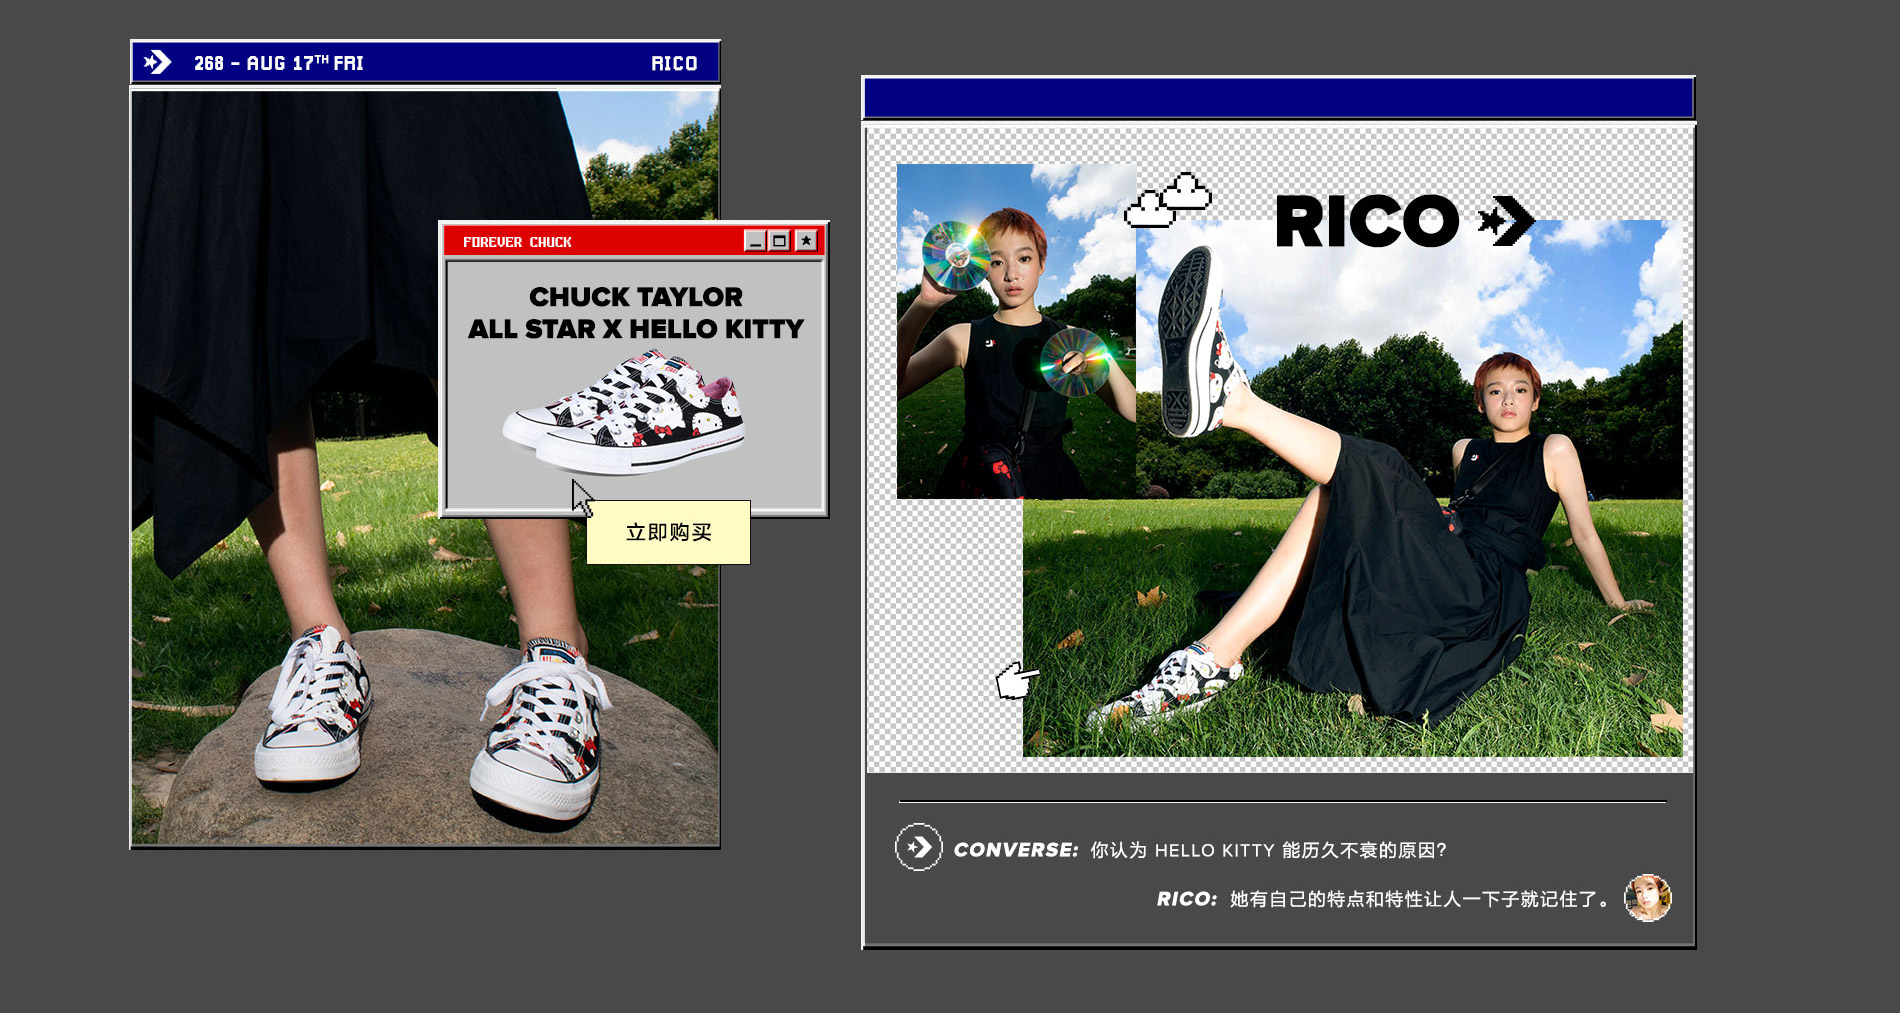 268 - AUG 17TH FRI
RICO
FOREVER CHUCK
CHUCK TAYLOR
ALL STAR X HELLO KITTY
立即购买
RICO
CONVERSE: 你认为 HELLO KITTY 能历久不衰的原因?
RICO: 她有自己的特点和特性让人一下子就记住了。